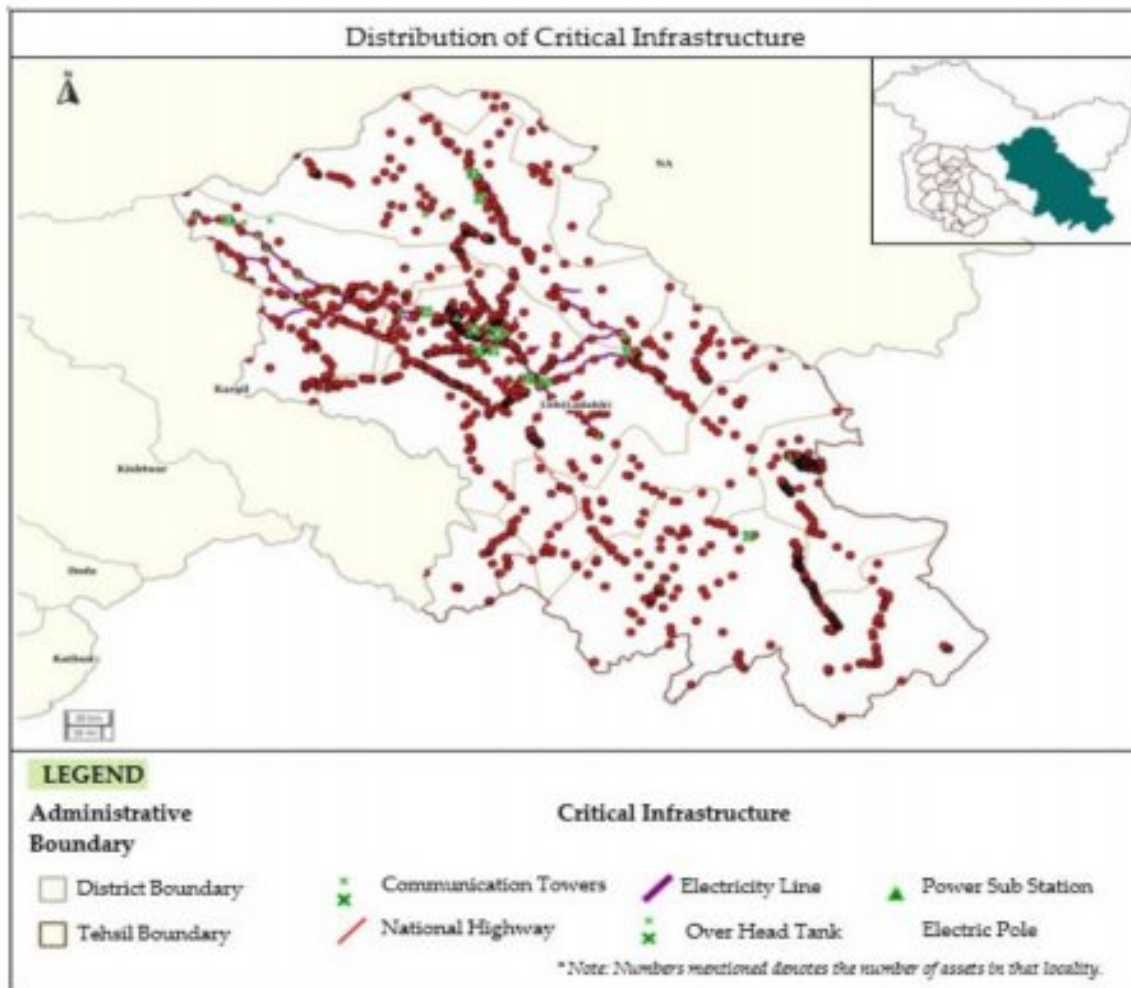 Distribution of Critical Infrastructure
N
NA
Kargil
Leh(Ladakh)
Kishtwar
Doda
Kathua
LEGEND
Administrative
Boundary
Critical Infrastructure
District Boundary
Communication Towers
Electricity Line
Power Sub Station
Tehsil Boundary
National Highway
Over Head Tank
Electric Pole
* Note: Numbers mentioned denotes the number of assets in that locality.